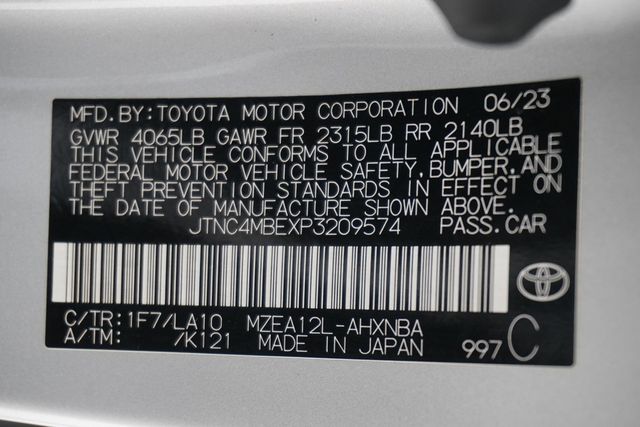 MFD. BY: TOYOTA MOTOR CORPORATION 06/23
GVWR 4065LB GAWR FR 2315LB RR 2140LB
THIS VEHICLE CONFORMS TO ALL APPLICABLE
FEDERAL MOTOR VEHICLE SAFETY, BUMPER, AND
THEFT PREVENTION STANDARDS IN EFFECT ON
THE DATE OF MANUFACTURE SHOWN ABOVE.
JTNC4MBEXP3209574 PASS. CAR
C/TR: 1F7/LA10 MZEA12L-AHXNBA
A/TM: /K121 MADE IN JAPAN 997 C